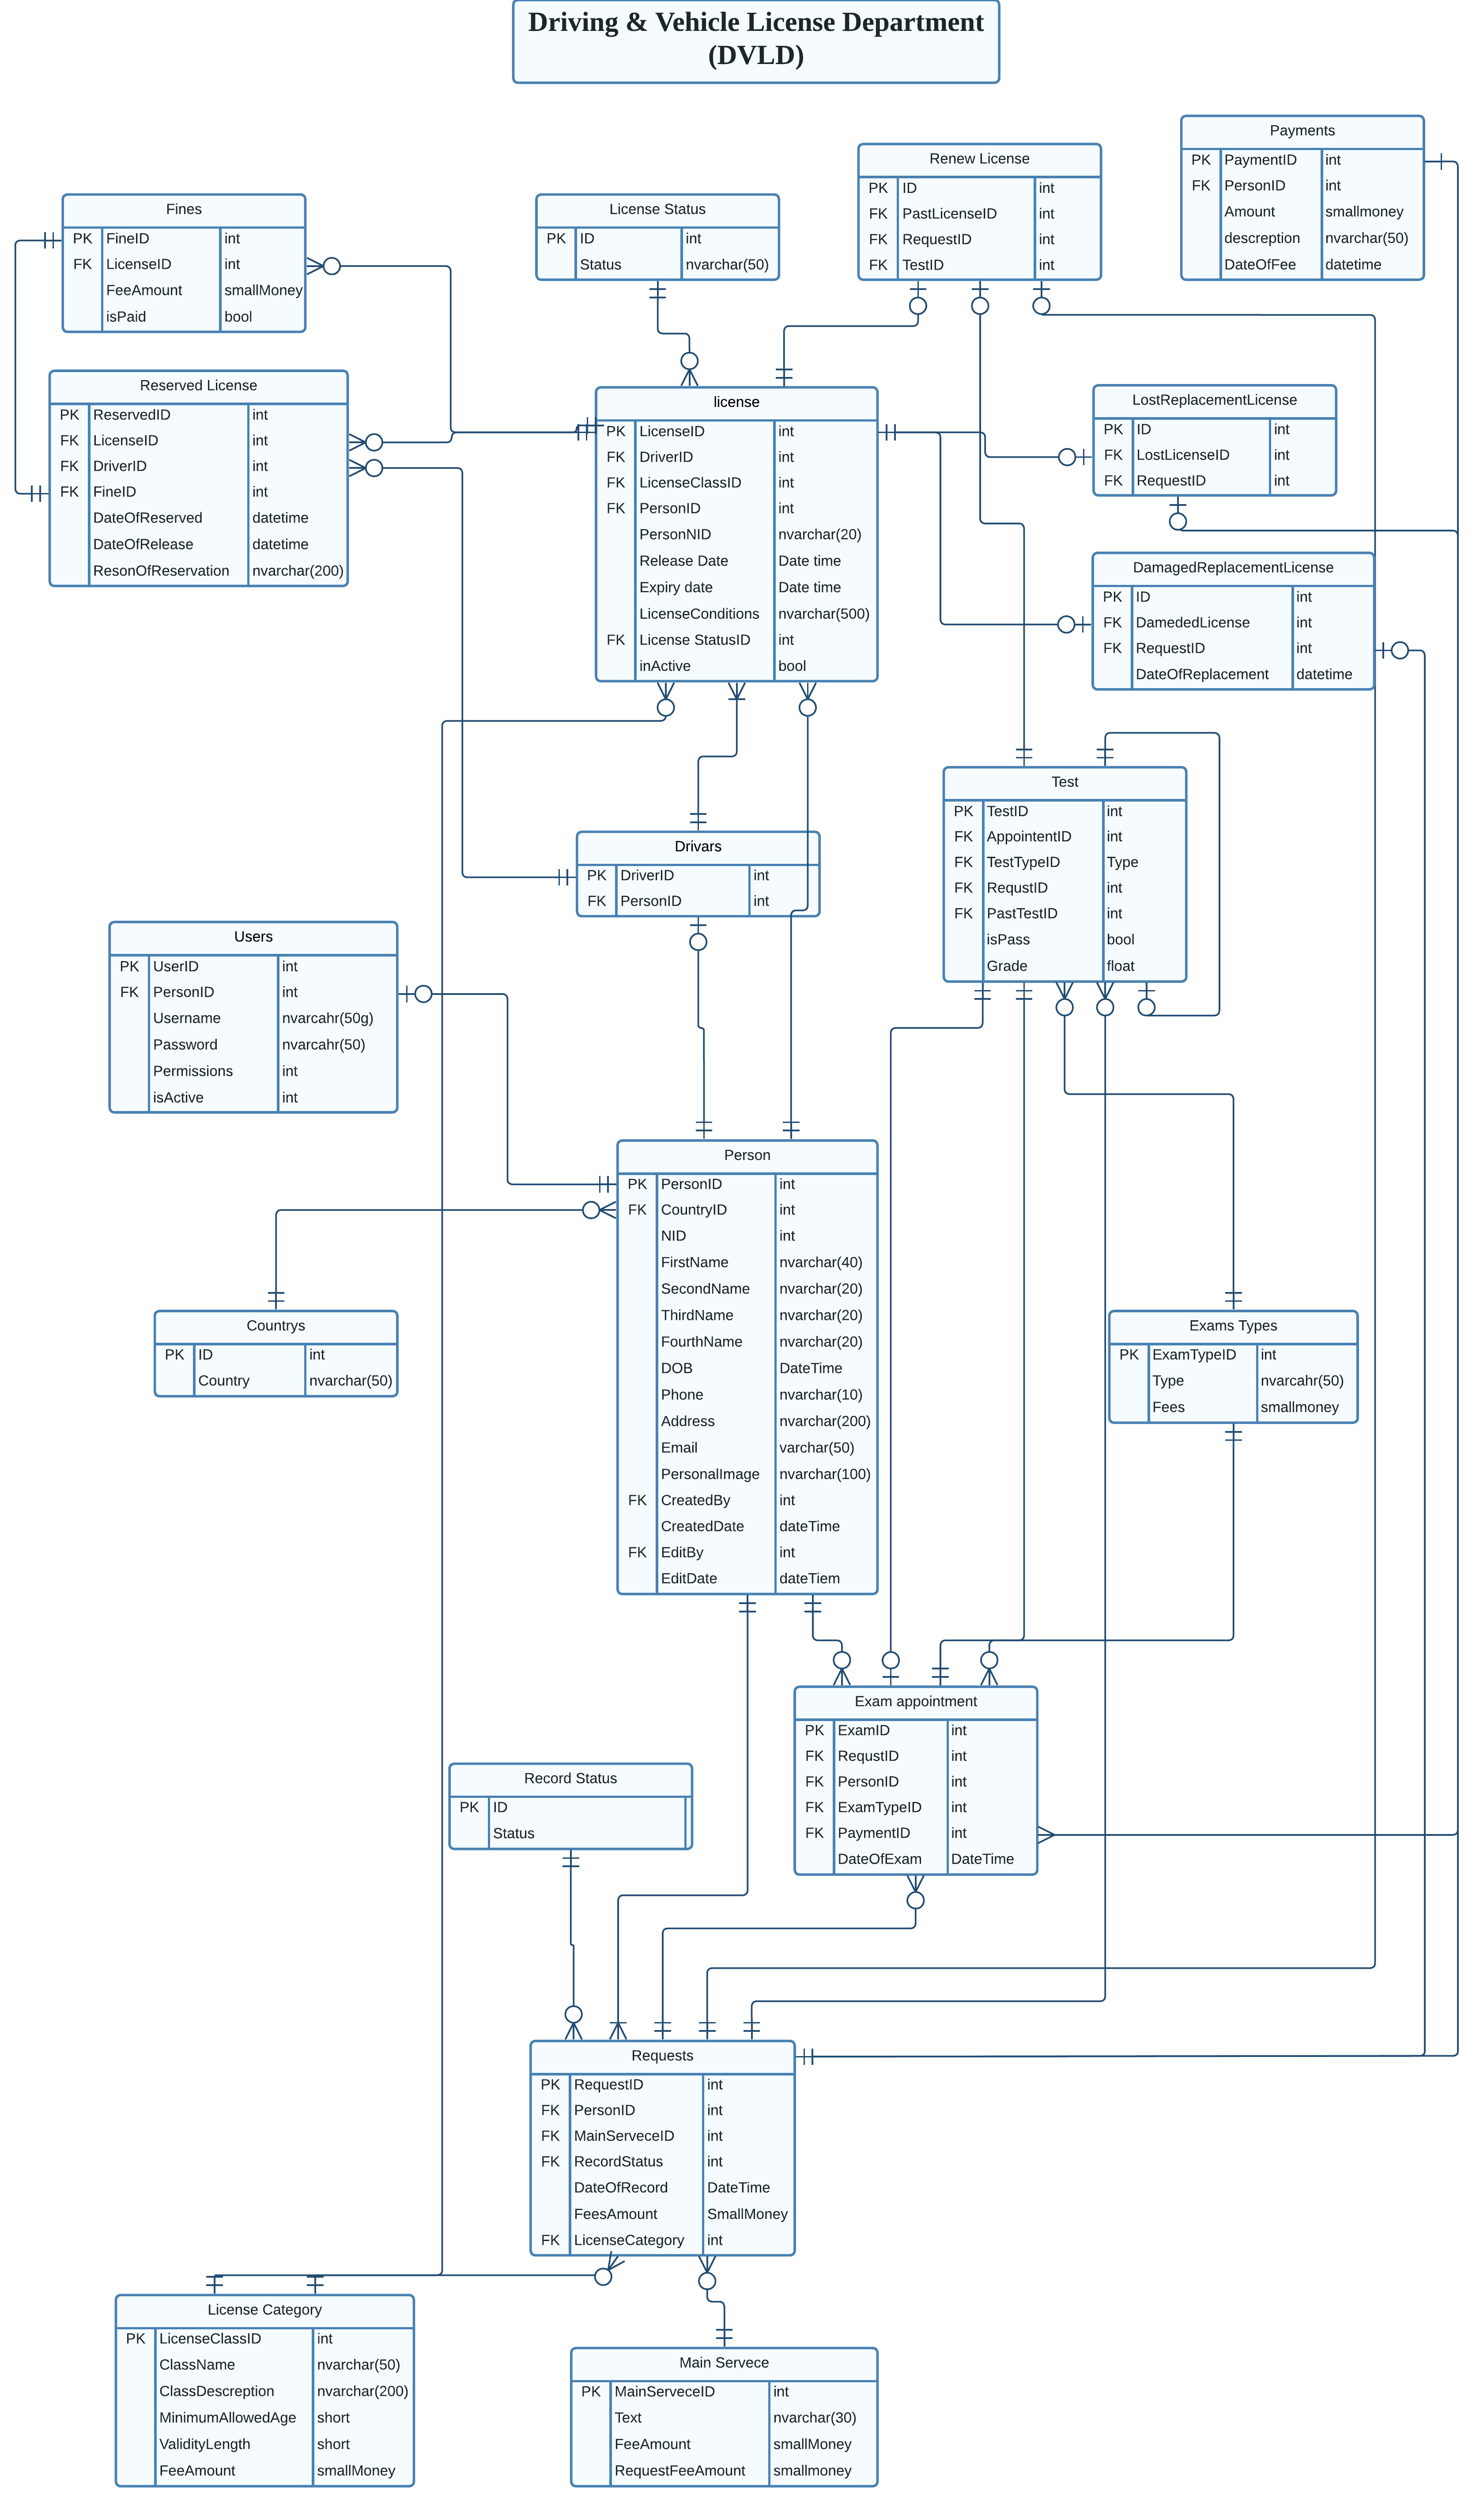 Driving & Vehicle License Department
(DVLD)
Payments
PK PaymentID int
FK PersonID int
Amount smallmoney
descreption nvarchar(50)
DateOfFee datetime
Renew License
PK ID int
FK PastLicenseID int
FK RequestID int
FK TestID int
Fines
PK FineID int
FK LicenseID int
FeeAmount smallMoney
isPaid bool
License Status
PK ID int
Status nvarchar(50)
Reserved License
PK ReservedID int
FK LicenseID int
FK DriverID int
FK FineID int
DateOfReserved datetime
DateOfRelease datetime
ResonOfReservation nvarchar(200)
license
PK LicenseID int
FK DriverID int
FK LicenseClassID int
FK PersonID int
PersonNID nvarchar(20)
Release Date Date time
Expiry date Date time
LicenseConditions nvarchar(500)
FK License StatusID int
inActive bool
LostReplacementLicense
PK ID int
FK LostLicenseID int
FK RequestID int
DamagedReplacementLicense
PK ID int
FK DamededLicense int
FK RequestID int
DateOfReplacement datetime
Test
PK TestID int
FK AppointentID int
FK TestTypeID Type
FK RequstID int
FK PastTestID int
isPass bool
Grade float
Drivars
PK DriverID int
FK PersonID int
Users
PK UserID int
FK PersonID int
Username nvarcahr(50g)
Password nvarcahr(50)
Permissions int
isActive int
Person
PK PersonID int
FK CountryID int
NID int
FirstName nvarchar(40)
SecondName nvarchar(20)
ThirdName nvarchar(20)
FourthName nvarchar(20)
DOB DateTime
Phone nvarchar(10)
Address nvarchar(200)
Email varchar(50)
PersonalImage nvarchar(100)
FK CreatedBy int
CreatedDate dateTime
FK EditBy int
EditDate dateTiem
Countrys
PK ID int
Country nvarchar(50)
Exams Types
PK ExamTypeID int
Type nvarcahr(50)
Fees smallmoney
Exam appointment
PK ExamID int
FK RequstID int
FK PersonID int
FK ExamTypeID int
FK PaymentID int
DateOfExam DateTime
Record Status
PK ID
Status
Requests
PK RequestID int
FK PersonID int
FK MainServeceID int
FK RecordStatus int
DateOfRecord DateTime
FeesAmount SmallMoney
FK LicenseCategory int
License Category
PK LicenseClassID int
ClassName nvarchar(50)
ClassDescreption nvarchar(200)
MinimumAllowedAge short
ValidityLength short
FeeAmount smallMoney
Main Servece
PK MainServeceID int
Text nvarchar(30)
FeeAmount smallMoney
RequestFeeAmount smallmoney